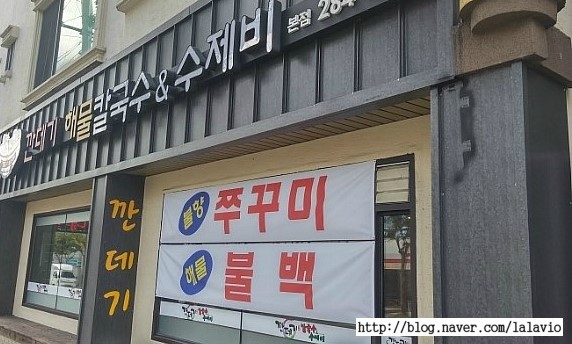 깐데기 해물칼국수&수제비 본점 284
깐데기
불양 쭈꾸미
해물 불백
http://blog.naver.com/lalavio